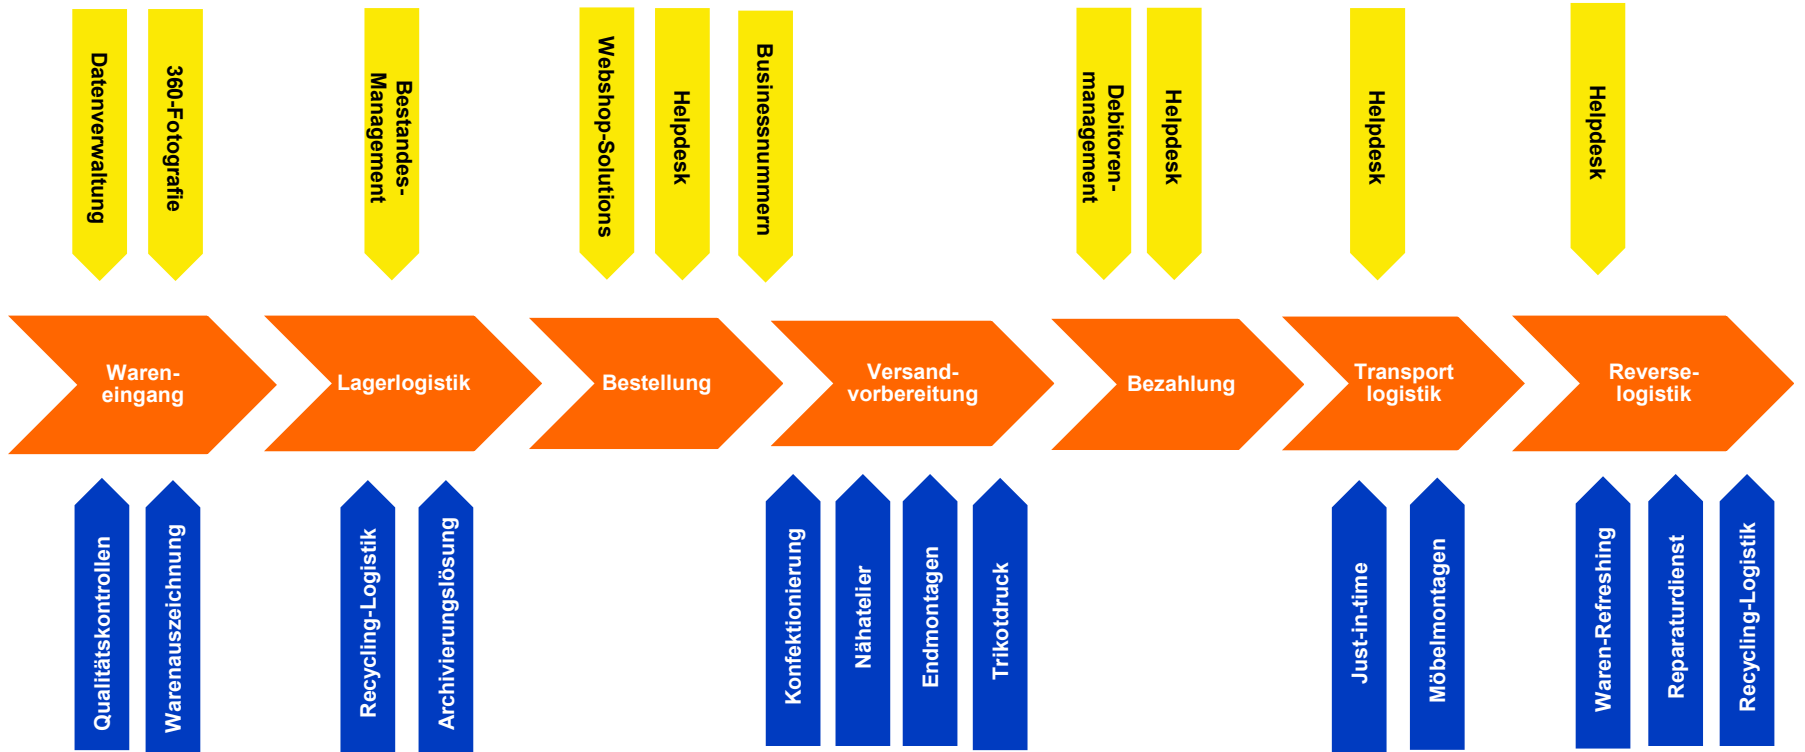 Datenverwaltung
360-Fotografie
Bestandes-
Management
Webshop-Solutions
Helpdesk
Businessnummern
Debitoren-
management
Helpdesk
Helpdesk
Helpdesk
Waren-
eingang
Lagerlogistik
Bestellung
Versand-
vorbereitung
Bezahlung
Transport
logistik
Reverse-
logistik
Qualitätskontrollen
Warenauszeichnung
Recycling-Logistik
Archivierungslösung
Konfektionierung
Nähatelier
Endmontagen
Trikotdruck
Just-in-time
Möbelmontagen
Waren-Refreshing
Reparaturdienst
Recycling-Logistik